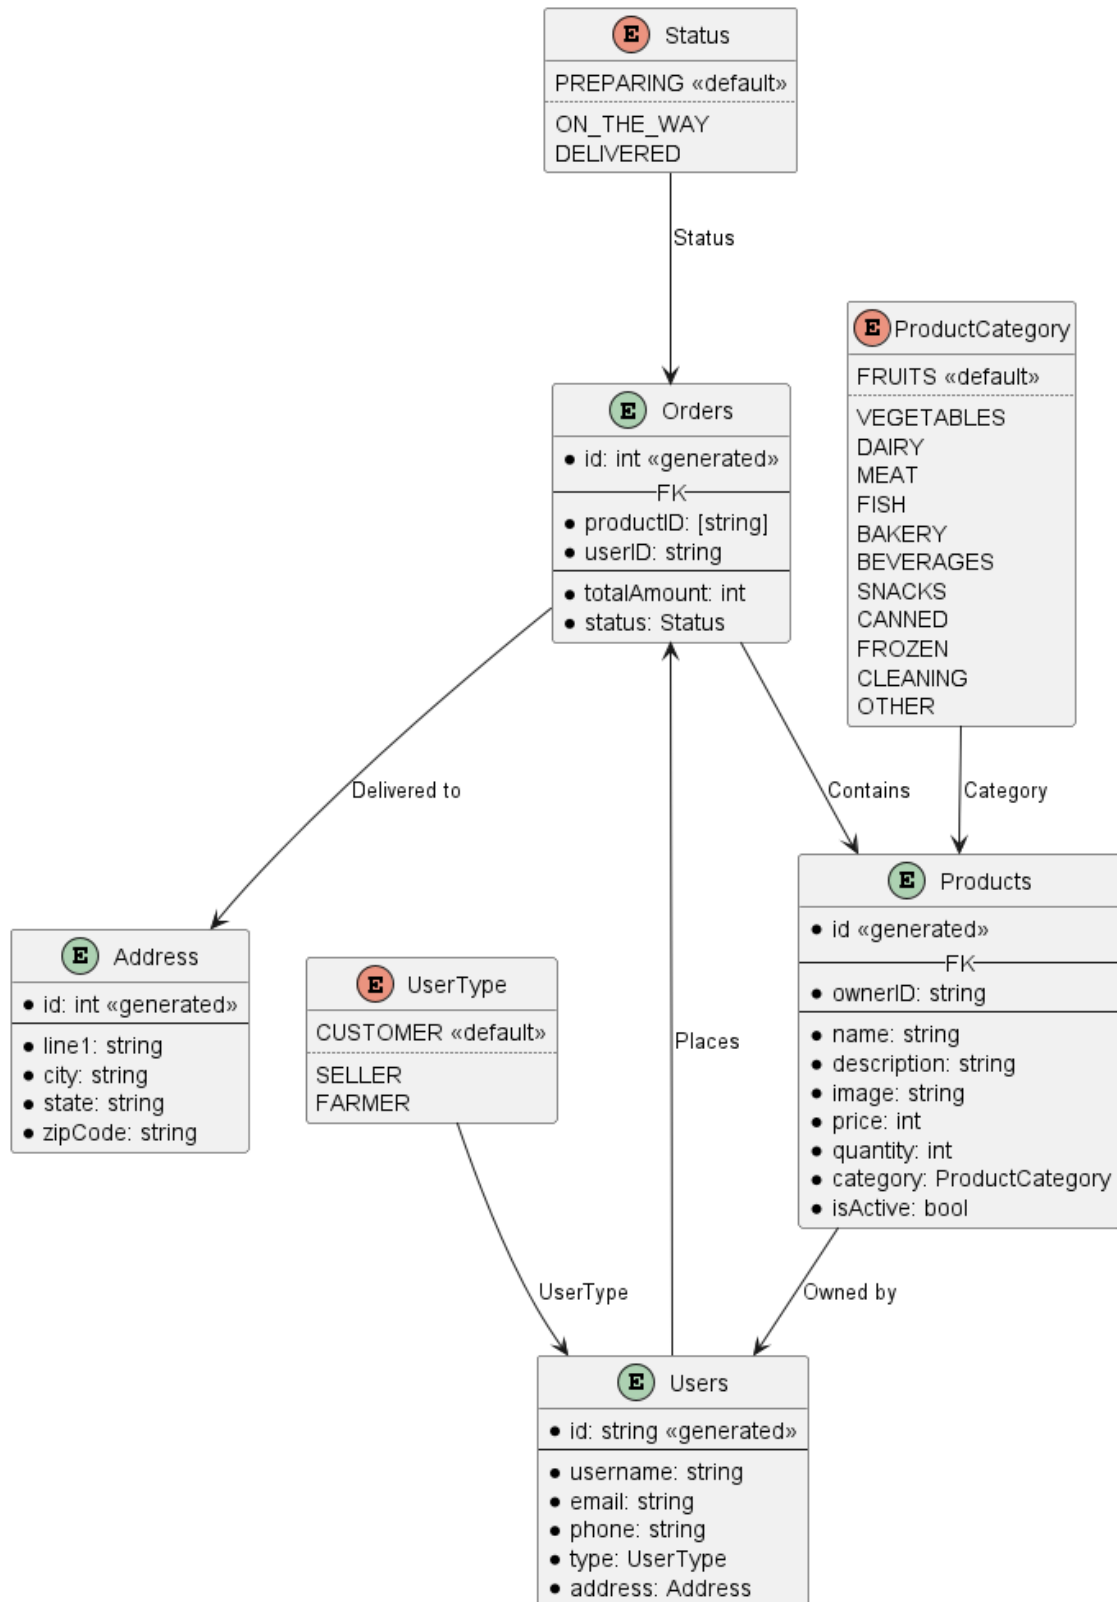 E Status
PREPARING «default»
ON_THE_WAY
DELIVERED
Status
E ProductCategory
FRUITS «default»
VEGETABLES
DAIRY
MEAT
FISH
BAKERY
BEVERAGES
SNACKS
CANNED
FROZEN
CLEANING
OTHER
E Orders
id: int «generated»
FK
productID: [string]
userID: string
totalAmount: int
status: Status
Delivered to
Contains
Category
E Products
id «generated»
FK
ownerID: string
name: string
description: string
image: string
price: int
quantity: int
category: ProductCategory
isActive: bool
E Address
id: int «generated»
line1: string
city: string
state: string
zipCode: string
E UserType
CUSTOMER «default»
SELLER
FARMER
Places
UserType
Owned by
E Users
id: string «generated»
username: string
email: string
phone: string
type: UserType
address: Address